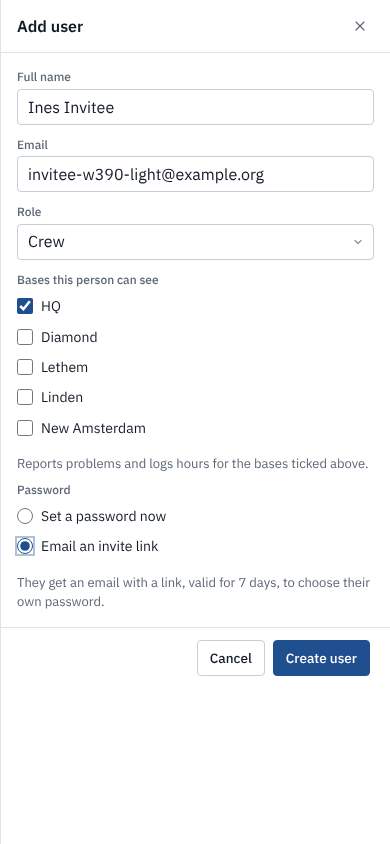 Add user
Full name
Ines Invitee
Email
invitee-w390-light@example.org
Role
Crew
Bases this person can see
HQ
Diamond
Lethem
Linden
New Amsterdam
Reports problems and logs hours for the bases ticked above.
Password
Set a password now
Email an invite link
They get an email with a link, valid for 7 days, to choose their
own password.
Cancel
Create user